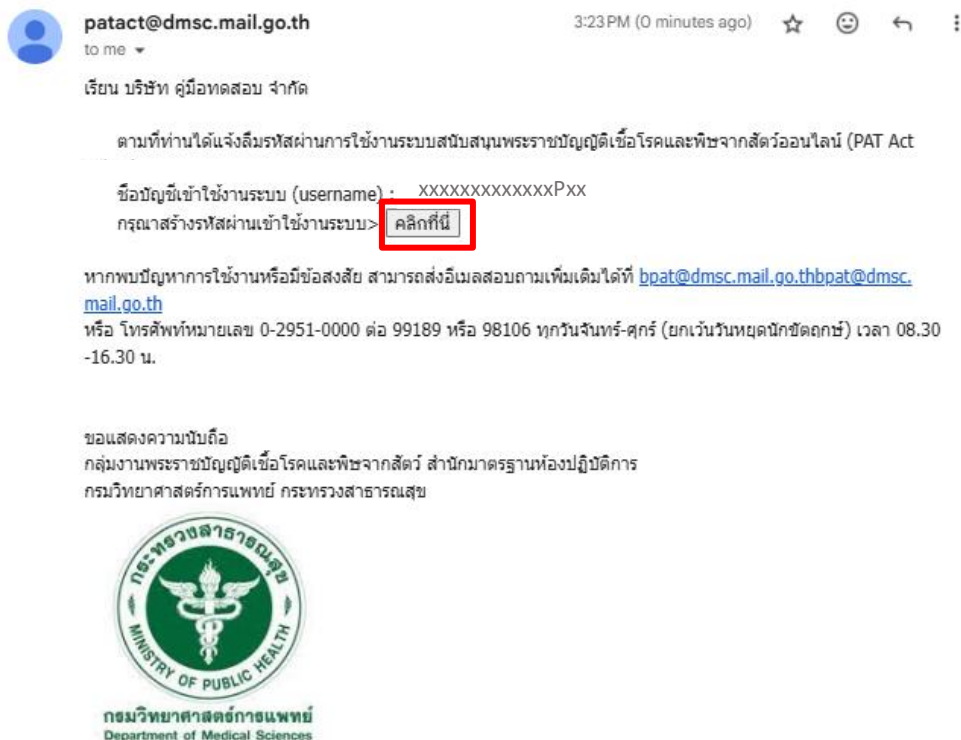 patact@dmsc.mail.go.th
3:23 PM (0 minutes ago)
to me
เรียน บริษัท คู่มือทดสอบ จำกัด
ตามที่ท่านได้แจ้งลืมรหัสผ่านการใช้งานระบบสนับสนุนพระราชบัญญัติเชื้อโรคและพิษจากสัตว์ออนไลน์ (PAT Act
ชื่อบัญชีเข้าใช้งานระบบ (username) : xxxxxxxxxxxxxPxx
กรุณาสร้างรหัสผ่านเข้าใช้งานระบบ> คลิกที่นี่
หากพบปัญหาการใช้งานหรือมีข้อสงสัย สามารถส่งอีเมลสอบถามเพิ่มเติมได้ที่ bpat@dmsc.mail.go.thbpat@dmsc.
mail.go.th
หรือ โทรศัพท์หมายเลข 0-2951-0000 ต่อ 99189 หรือ 98106 ทุกวันจันทร์-ศุกร์ (ยกเว้นวันหยุดนักขัตฤกษ์) เวลา 08.30
-16.30 น.
ขอแสดงความนับถือ
กลุ่มงานพระราชบัญญัติเชื้อโรคและพิษจากสัตว์ สำนักมาตรฐานห้องปฏิบัติการ
กรมวิทยาศาสตร์การแพทย์ กระทรวงสาธารณสุข
กระทรวงสาธารณสุข
MINISTRY OF PUBLIC HEALTH
กรมวิทยาศาสตร์การแพทย์
Department of Medical Sciences